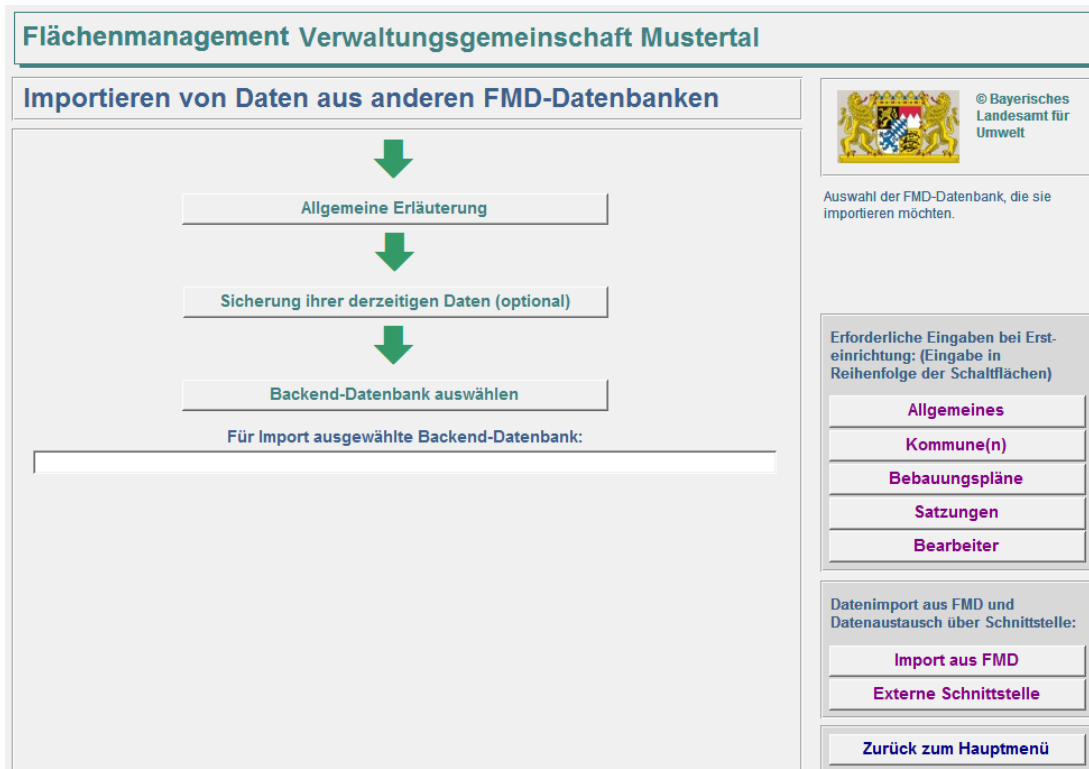 Flächenmanagement Verwaltungsgemeinschaft Mustertal
Importieren von Daten aus anderen FMD-Datenbanken
Allgemeine Erläuterung
Sicherung ihrer derzeitigen Daten (optional)
Backend-Datenbank auswählen
Für Import ausgewählte Backend-Datenbank:
© Bayerisches
Landesamt für
Umwelt
Auswahl der FMD-Datenbank, die sie
importieren möchten.
Erforderliche Eingaben bei Erst-
einrichtung: (Eingabe in
Reihenfolge der Schaltflächen)
Allgemeines
Kommune(n)
Bebauungspläne
Satzungen
Bearbeiter
Datenimport aus FMD und
Datenaustausch über Schnittstelle:
Import aus FMD
Externe Schnittstelle
Zurück zum Hauptmenü